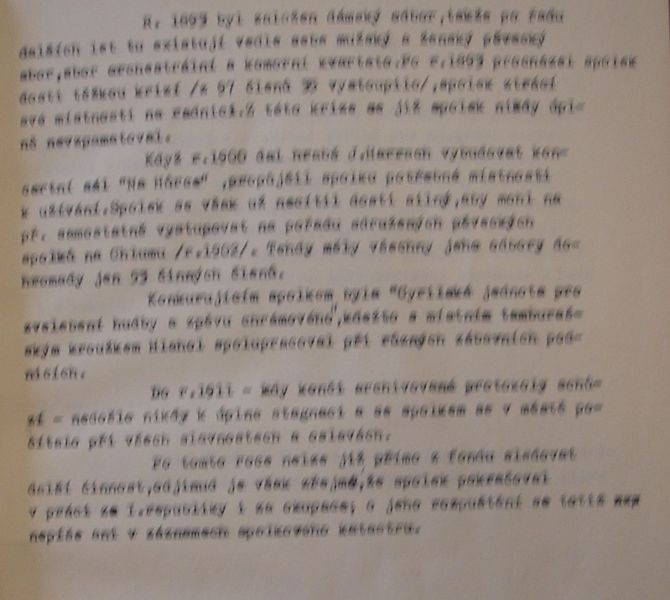 R. 1893 byl založen dámský odbor,takže po řadu
dalších let tu existují vedle sebe mužský a ženský pěvecký
sbor,sbor orchestrální a komorní kvarteto.Po r.1893 procházel spolek
dosti těžkou krizí /z 97 členů vystoupilo/,spolek ztrácí
své místnosti na radnici.Z této krize se již spolek nikdy úpl-
ně nevzpamatoval.
Když r.1900 dal hrabě J.Harrach vybudovat kon-
certní sál "Na Hůrce" ,propůjčil spolku potřebné místnosti
k užívání.Spolek se však už necítil dosti silný,aby mohl na
př. samostatně vystupovat na pořadu sdružených pěveckých
spolků na Chlumu /r.1902/. Tehdy měly všechny jeho odbory do-
hromady jen 53 činných členů.
Konkurujícím spolkem byla "Cyrilská jednota pro
zvelebení hudby a zpěvu chrámového",kdežto s místním tamburaš-
ským kroužkem Hlahol spolupracoval při různých zábavních pod-
nicích.
Do r.1911 - kdy končí archivované protokoly schů-
zí - nedošlo nikdy k úplné stagnaci a se spolkem se v městě po-
čítalo při všech slavnostech a oslavách.
Po tomto roce nelze již přímo z fondu sledovat
další činnost,odjinud je však zřejmé,že spolek pokračoval
v práci za I.republiky i za okupace; o jeho rozpuštění se totiž
nepíše ani v záznamech spolkového katastru.